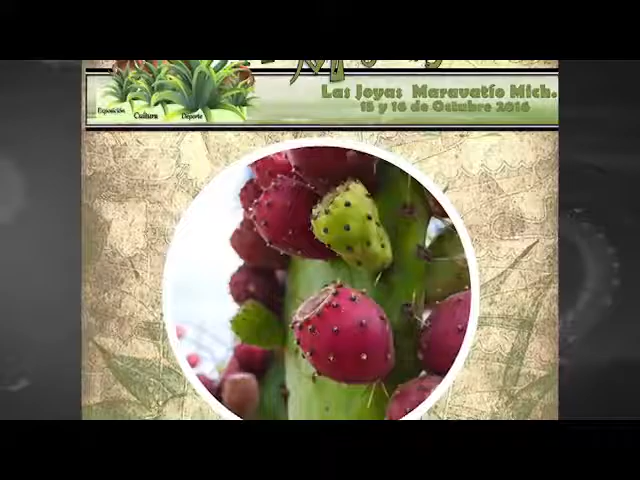 Las Joyas Maravatío Mich.
15 y 16 de Octubre 2016
Exposición
Cultura
Deporte